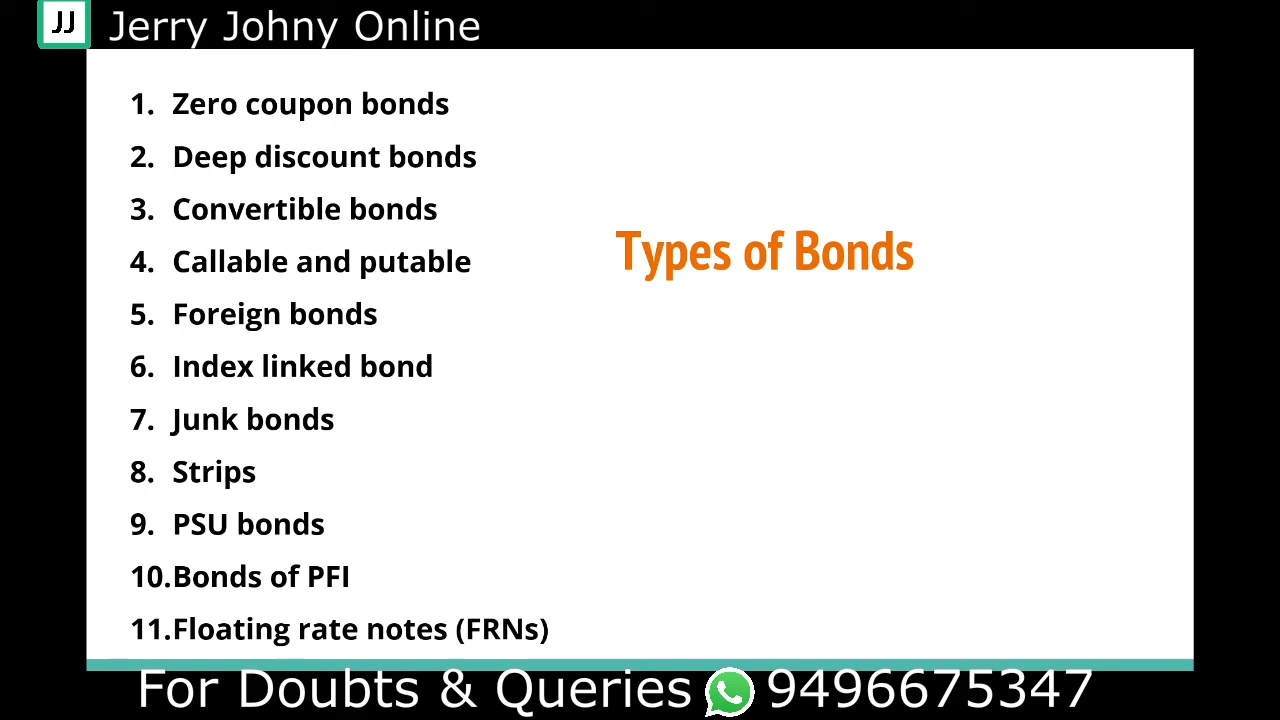 JJ Jerry Johny Online
1. Zero coupon bonds
2. Deep discount bonds
3. Convertible bonds
4. Callable and putable
5. Foreign bonds
6. Index linked bond
7. Junk bonds
8. Strips
9. PSU bonds
10.Bonds of PFI
11.Floating rate notes (FRNs)
Types of Bonds
For Doubts & Queries 9496675347